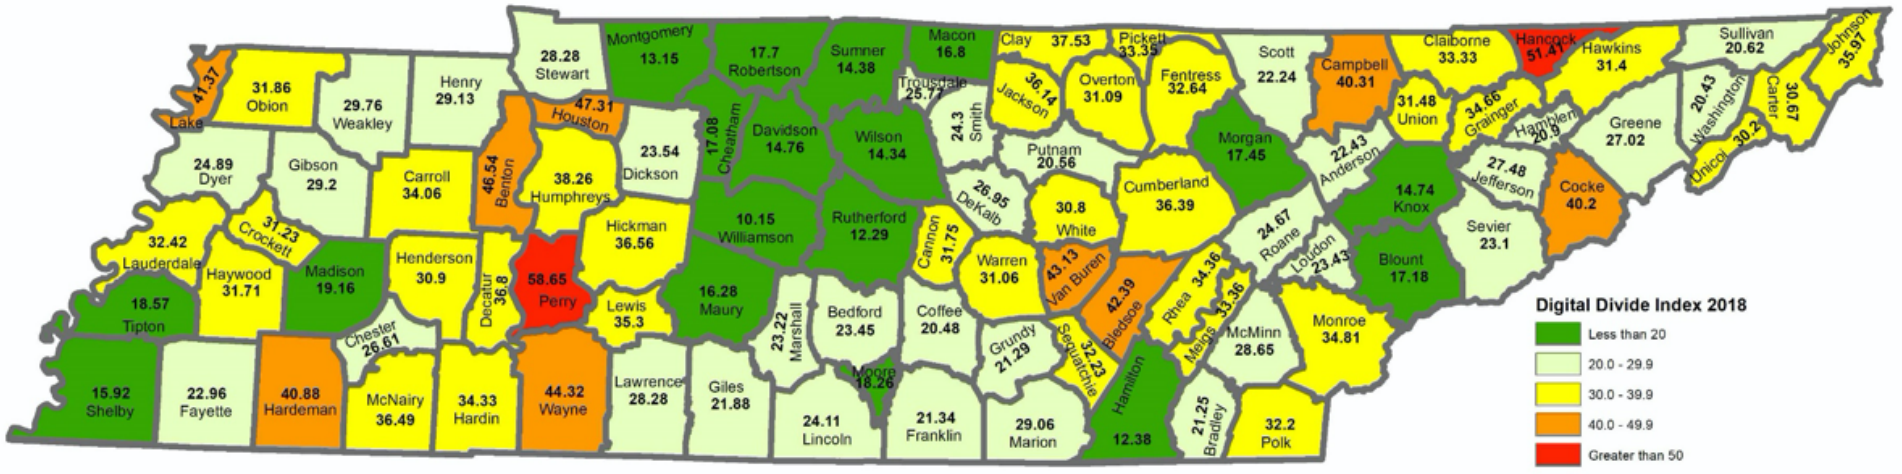 28.28
Stewart
Montgomery
13.15
17.7
Robertson
Sumner
14.38
Macon
16.8
Trousdale
25.77
Clay 37.53
Pickett
33.35
36.14
Jackson
Overton
31.09
Fentress
32.64
Scott
22.24
Campbell
40.31
Claiborne
33.33
Hancock
51.47
Hawkins
31.4
Sullivan
20.62
Johnson
35.97
41.37
Lake
31.86
Obion
29.76
Weakley
Henry
29.13
47.31
Houston
46.54
Benton
38.26
Humphreys
23.54
Dickson
17.08
Cheatham
Davidson
14.76
Wilson
14.34
24.3
Smith
Putnam
20.56
Morgan
17.45
22.43
Anderson
31.48
Union
34.66
Grainger
Hamblen
20.9
Greene
27.02
20.43
Washington
Carter
30.67
Unicoi 30.2
24.89
Dyer
Gibson
29.2
Carroll
34.06
Hickman
36.56
10.15
Williamson
Rutherford
12.29
Cannon
31.75
26.95
DeKalb
30.8
White
Cumberland
36.39
24.67
Roane
Loudon
23.43
14.74
Knox
27.48
Jefferson
Cocke
40.2
Sevier
23.1
Blount
17.18
32.42
Lauderdale
31.23
Crockett
Haywood
31.71
Madison
19.16
Henderson
30.9
Decatur
36.8
58.65
Perry
Lewis
35.3
16.28
Maury
23.22
Marshall
Bedford
23.45
Coffee
20.48
Warren
31.06
43.13
Van Buren
42.39
Bledsoe
Rhea 34.36
Meigs 33.36
McMinn
28.65
Monroe
34.81
18.57
Tipton
15.92
Shelby
22.96
Fayette
40.88
Hardeman
Chester
26.61
McNairy
36.49
34.33
Hardin
44.32
Wayne
Lawrence
28.28
Giles
21.88
24.11
Lincoln
Moore
18.26
21.34
Franklin
Grundy
21.29
29.06
Marion
Sequatchie
32.23
Hamilton
12.38
21.25
Bradley
32.2
Polk
Digital Divide Index 2018
Less than 20
20.0 - 29.9
30.0 - 39.9
40.0 - 49.9
Greater than 50